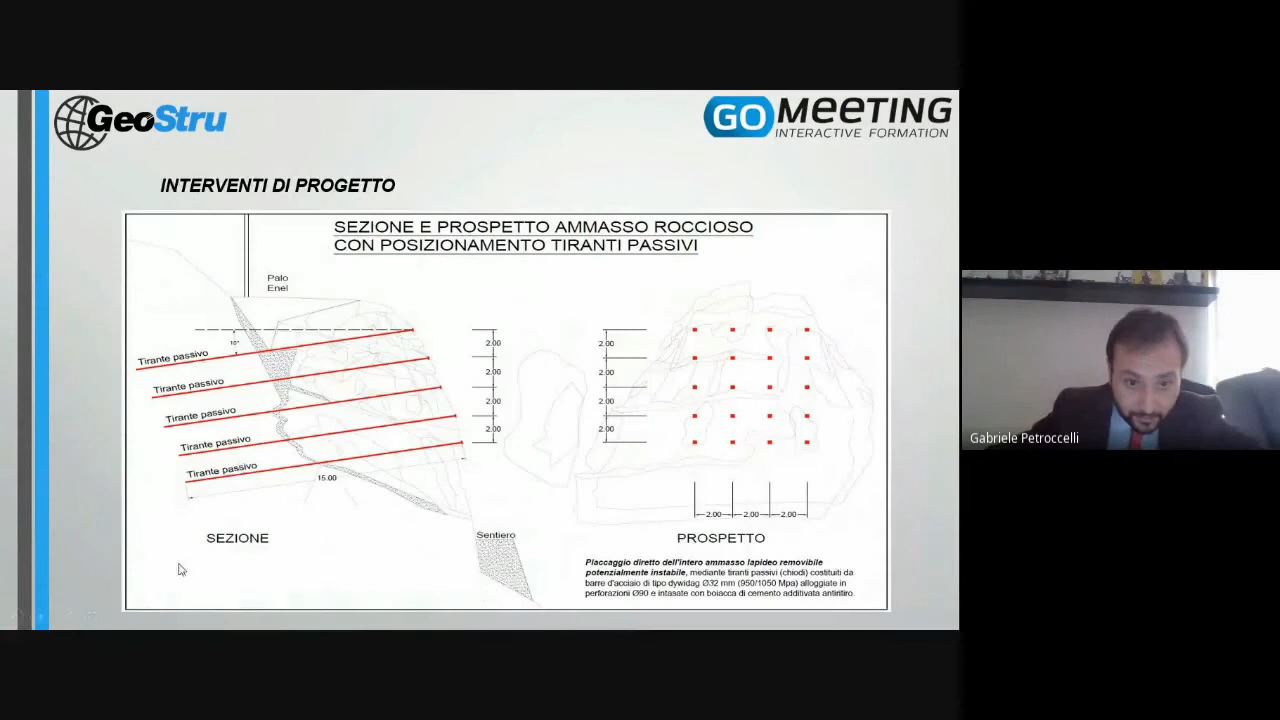 GeoStru
GO MEETING
INTERACTIVE FORMATION
INTERVENTI DI PROGETTO
SEZIONE E PROSPETTO AMMASSO ROCCIOSO
CON POSIZIONAMENTO TIRANTI PASSIVI
Palo
Enel
10°
Tirante passivo
Tirante passivo
Tirante passivo
Tirante passivo
Tirante passivo
15.00
2.00
2.00
2.00
2.00
Sentiero
SEZIONE
2.00
2.00
2.00
2.00
2.00 2.00 2.00
PROSPETTO
Placcaggio diretto dell'intero ammasso lapideo removibile
potenzialmente instabile, mediante tiranti passivi (chiodi) costituiti da
barre d'acciaio di tipo dywidag Ø32 mm (950/1050 Mpa) alloggiate in
perforazioni Ø90 e intasate con boiacca di cemento additivata antiritiro.
Gabriele Petroccelli